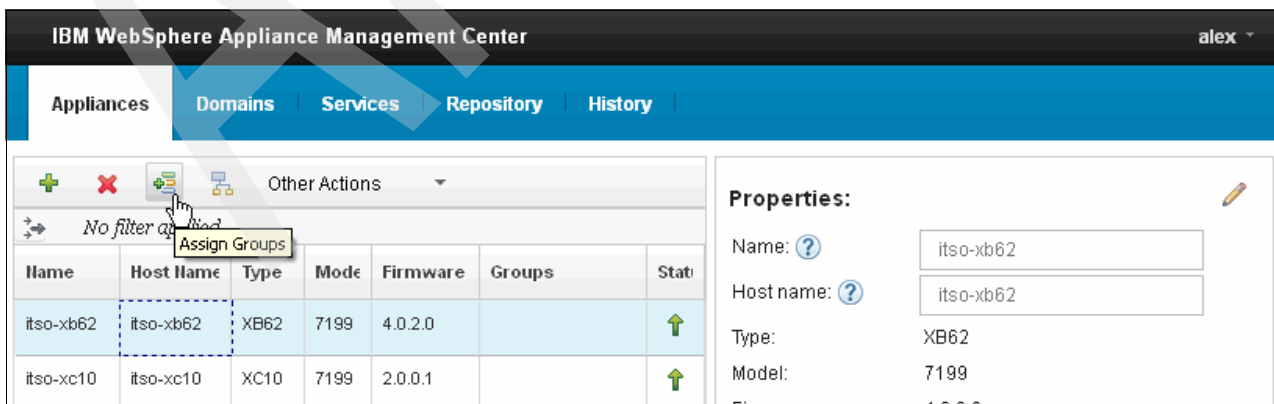 IBM WebSphere Appliance Management Center alex
Appliances Domains Services Repository History
Other Actions
No filter applied
Assign Groups
Name Host Name Type Mode Firmware Groups Stat
itso-xb62 itso-xb62 XB62 7199 4.0.2.0
itso-xc10 itso-xc10 XC10 7199 2.0.0.1
Properties:
Name: ? itso-xb62
Host name: ? itso-xb62
Type: XB62
Model: 7199